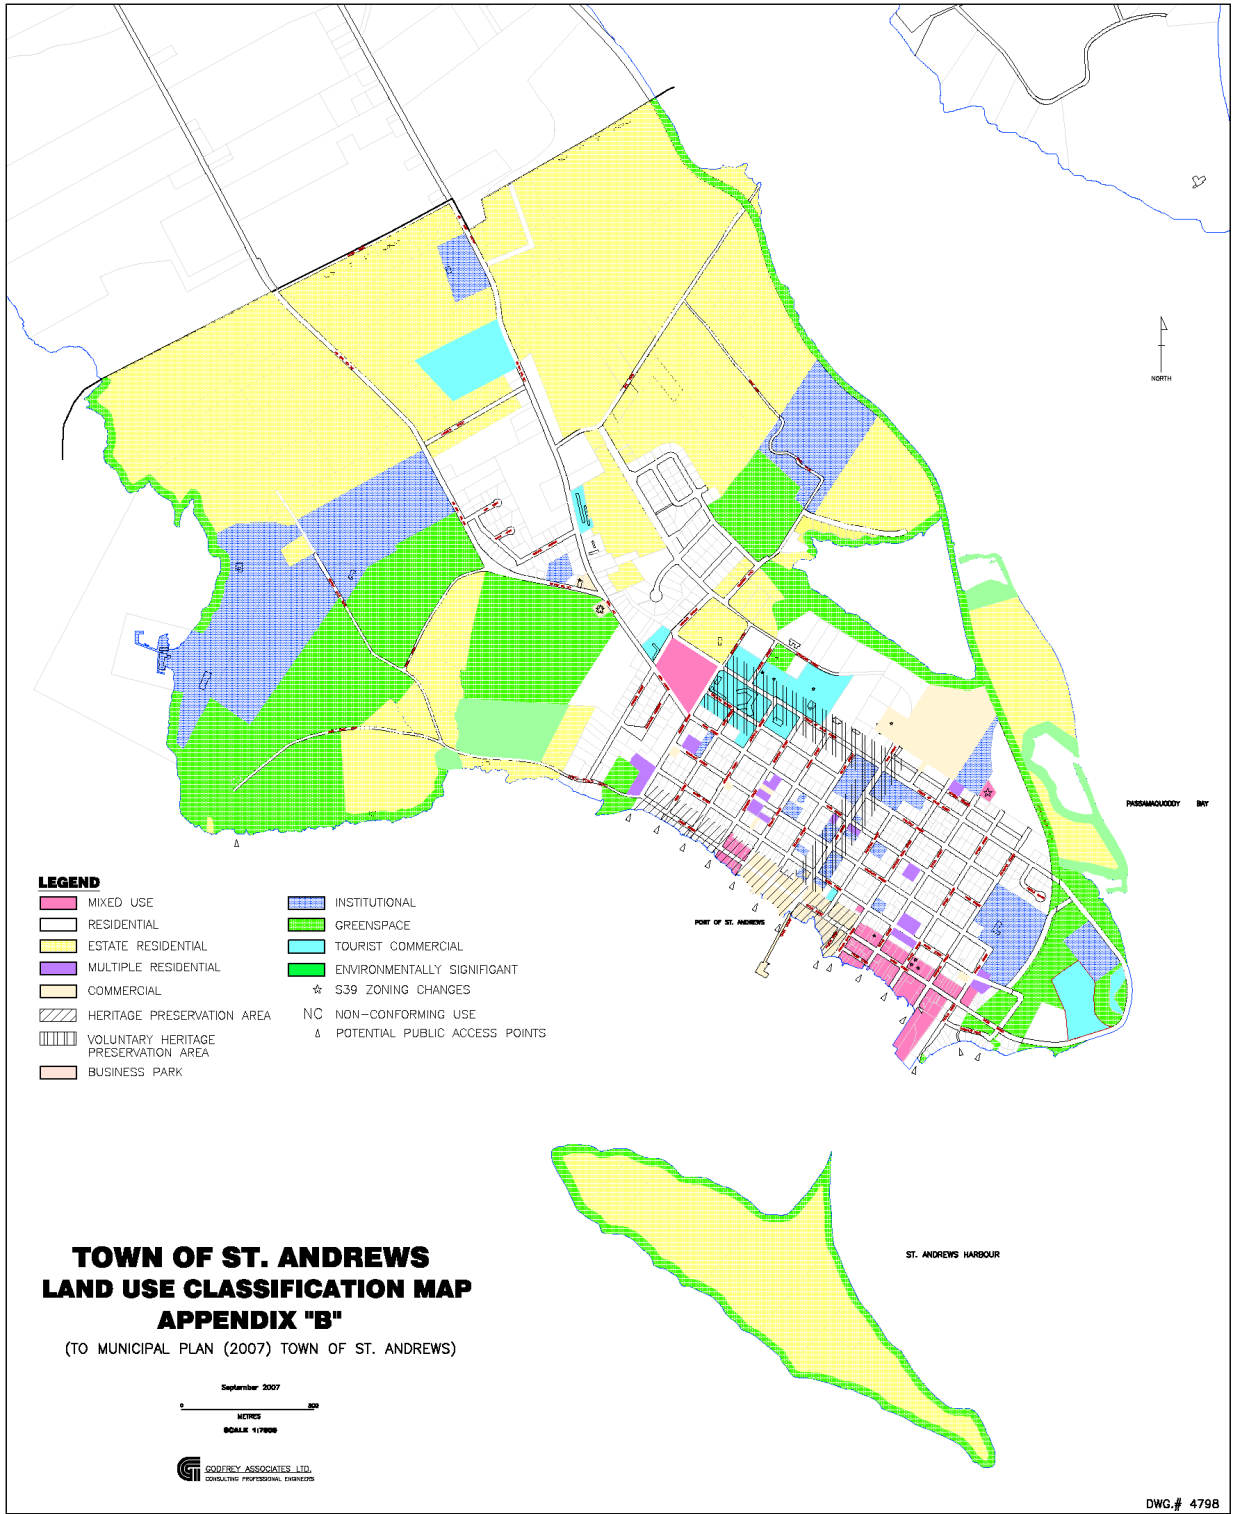 NORTH
PASSAMAQUODDY BAY
PORT OF ST. ANDREWS
LEGEND
MIXED USE
RESIDENTIAL
ESTATE RESIDENTIAL
MULTIPLE RESIDENTIAL
COMMERCIAL
HERITAGE PRESERVATION AREA
VOLUNTARY HERITAGE
PRESERVATION AREA
BUSINESS PARK
INSTITUTIONAL
GREENSPACE
TOURIST COMMERCIAL
ENVIRONMENTALLY SIGNIFIGANT
S39 ZONING CHANGES
NC NON-CONFORMING USE
POTENTIAL PUBLIC ACCESS POINTS
ST. ANDREWS HARBOUR
TOWN OF ST. ANDREWS
LAND USE CLASSIFICATION MAP
APPENDIX "B"
(TO MUNICIPAL PLAN (2007) TOWN OF ST. ANDREWS)
September 2007
0
METRES
GODFREY ASSOCIATES LTD.
CONSULTING PROFESSIONAL ENGINEERS
DWG.# 4798